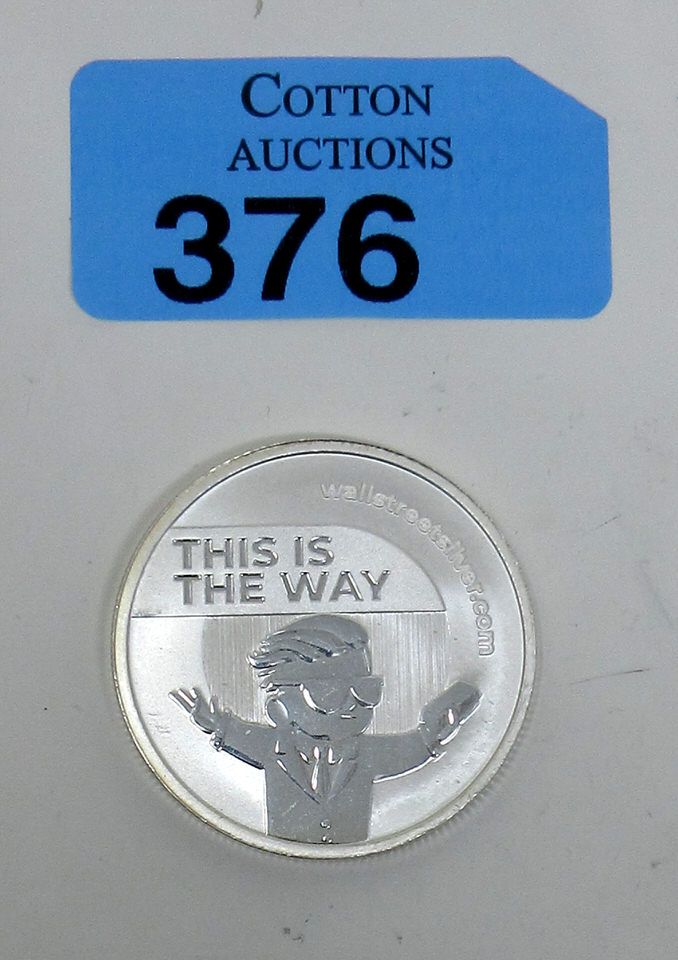 COTTON
AUCTIONS
376
wallstreetsilver.com
THIS IS
THE WAY